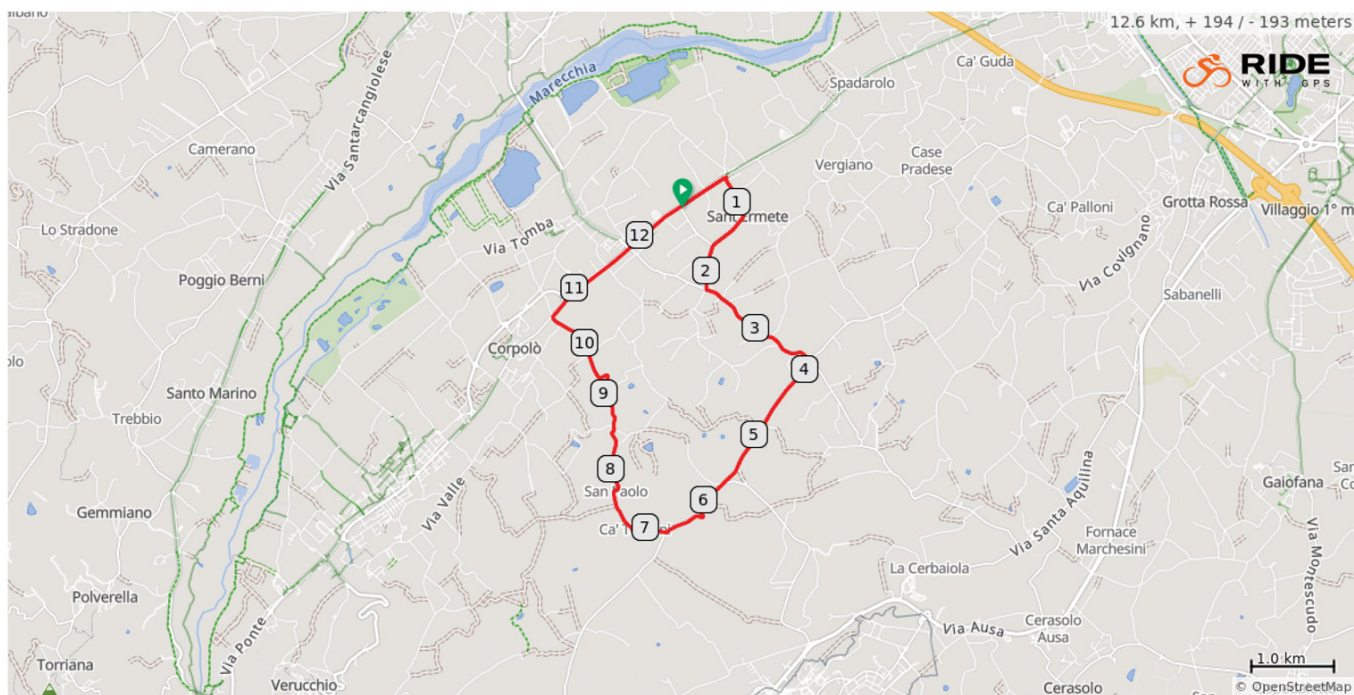 12.6 km, + 194 / - 193 meters
RIDE
WITH GPS
Marecchia
Ca' Guda
Spadarolo
Via Santarcangiolese
Camerano
Vergiano
Case
Pradese
Ca' Palloni
Grotta Rossa
Villaggio 1° m
Lo Stradone
Via Tomba
1
12
2
Via Covignano
Poggio Berni
11
Sabanelli
3
10
Corpolò
4
Santo Marino
9
Trebbio
5
8
San Paolo
6
Gaiofana
Gemmiano
Via Valle
7
Via Santa Aquilina
Fornace
Marchesini
Via Montescudo
La Cerbaiola
Polverella
Cerasolo
Ausa
Via Ausa
Via Ponte
Torriana
Verucchio
Cerasolo
1.0 km
© OpenStreetMap